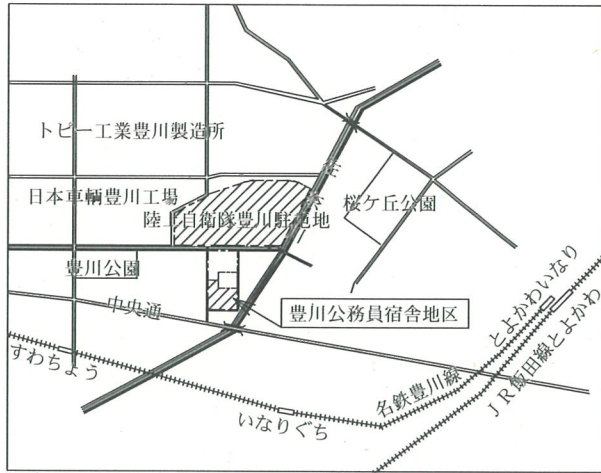 トピー工業豊川製造所
日本車輌豊川工場
陸上自衛隊豊川駐屯地
桜ケ丘公園
豊川公園
中央通
豊川公務員宿舎地区
とよかわいなり
すわちょう
いなりぐち
名鉄豊川線
JR飯田線とよかわ